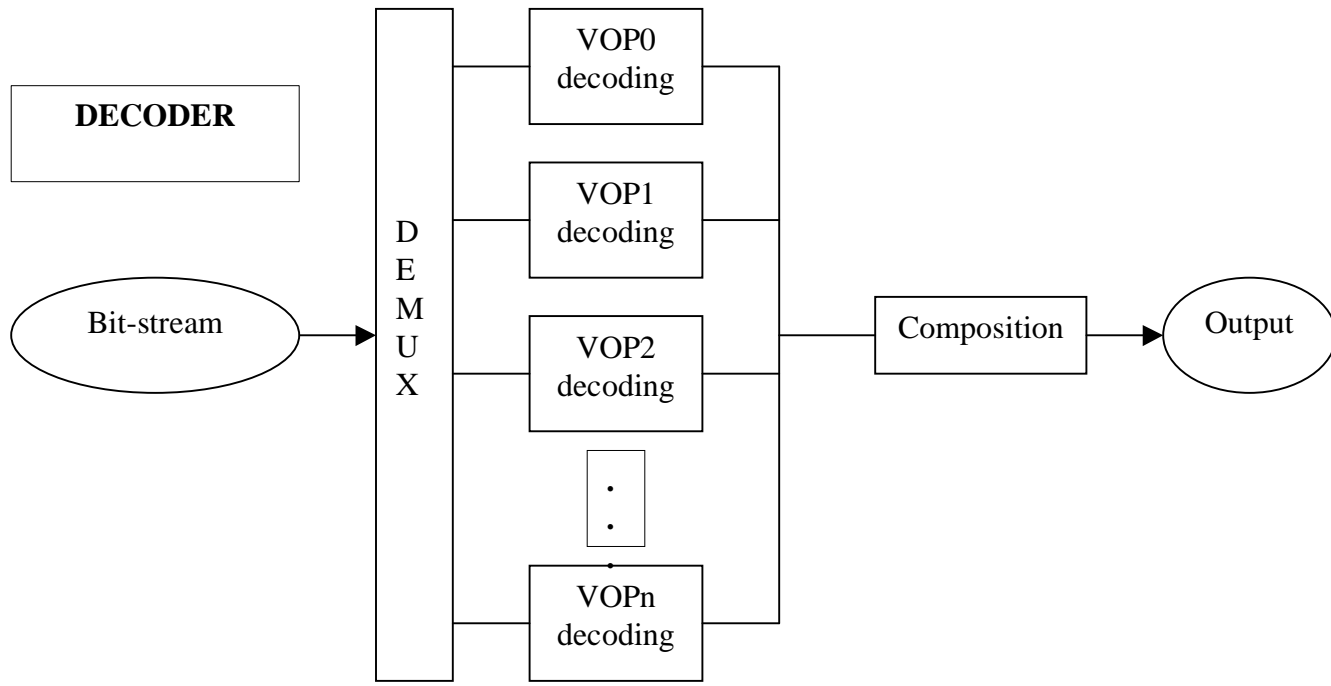 DECODER
Bit-stream
D
E
M
U
X
VOP0
decoding
VOP1
decoding
VOP2
decoding
.
.
.
VOPn
decoding
Composition
Output